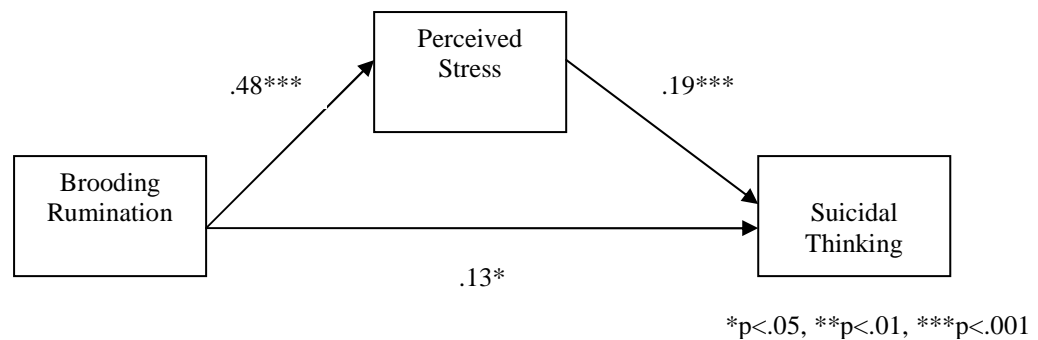 Perceived
Stress
.48***
.19***
Brooding
Rumination
Suicidal
Thinking
.13*
*p<.05, **p<.01, ***p<.001